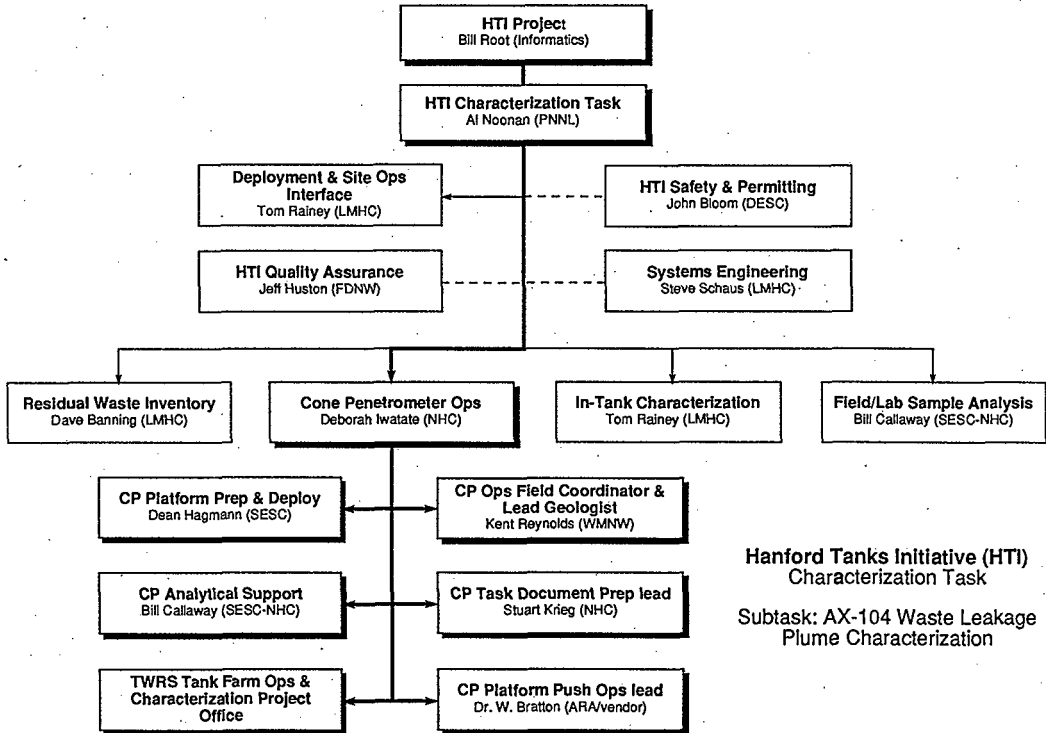 HTI Project
Bill Root (Informatics)
HTI Characterization Task
Al Noonan (PNNL)
Deployment & Site Ops
Interface
Tom Rainey (LMHC)
HTI Safety & Permitting
John Bloom (DESC)
HTI Quality Assurance
Jeff Huston (FDNW)
Systems Engineering
Steve Schaus (LMHC)
Residual Waste Inventory
Dave Banning (LMHC)
Cone Penetrometer Ops
Deborah Iwatate (NHC)
In-Tank Characterization
Tom Rainey (LMHC)
Field/Lab Sample Analysis
Bill Callaway (SESC-NHC)
CP Platform Prep & Deploy
Dean Hagmann (SESC)
CP Ops Field Coordinator &
Lead Geologist
Kent Reynolds (WMNW)
CP Analytical Support
Bill Callaway (SESC-NHC)
CP Task Document Prep lead
Stuart Krieg (NHC)
TWRS Tank Farm Ops &
Characterization Project
Office
CP Platform Push Ops lead
Dr. W. Bratton (ARA/vendor)
Hanford Tanks Initiative (HTI)
Characterization Task
Subtask: AX-104 Waste Leakage
Plume Characterization